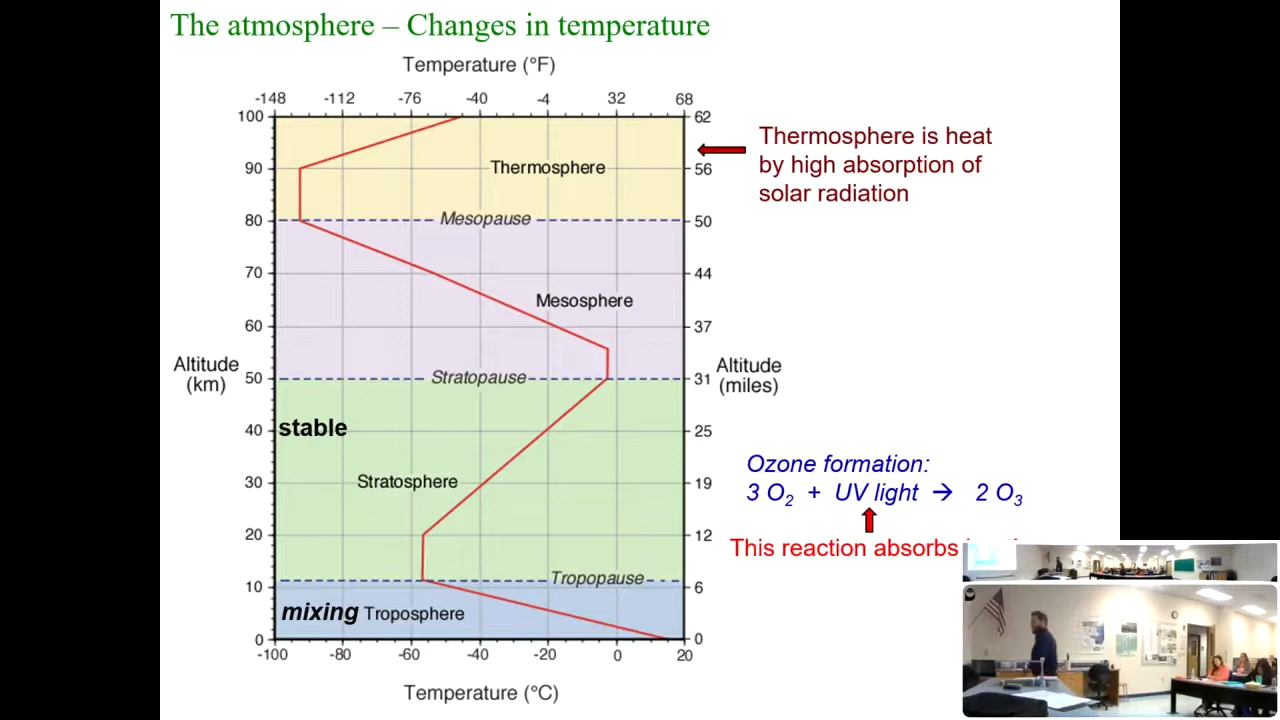 The atmosphere – Changes in temperature
Temperature (°F)
-148 -112 -76 -40 -4 32 68
100 62
90 Thermosphere 56
80 Mesopause 50
70 44
Mesosphere
60 37
Altitude (km)
Altitude (miles)
50 Stratopause 31
40 stable 25
30 Stratosphere 19
20 12
Tropopause
10 6
mixing Troposphere
0 0
-100 -80 -60 -40 -20 0 20
Temperature (°C)
Thermosphere is heat
by high absorption of
solar radiation
Ozone formation:
3 O2 + UV light → 2 O3
This reaction absorbs